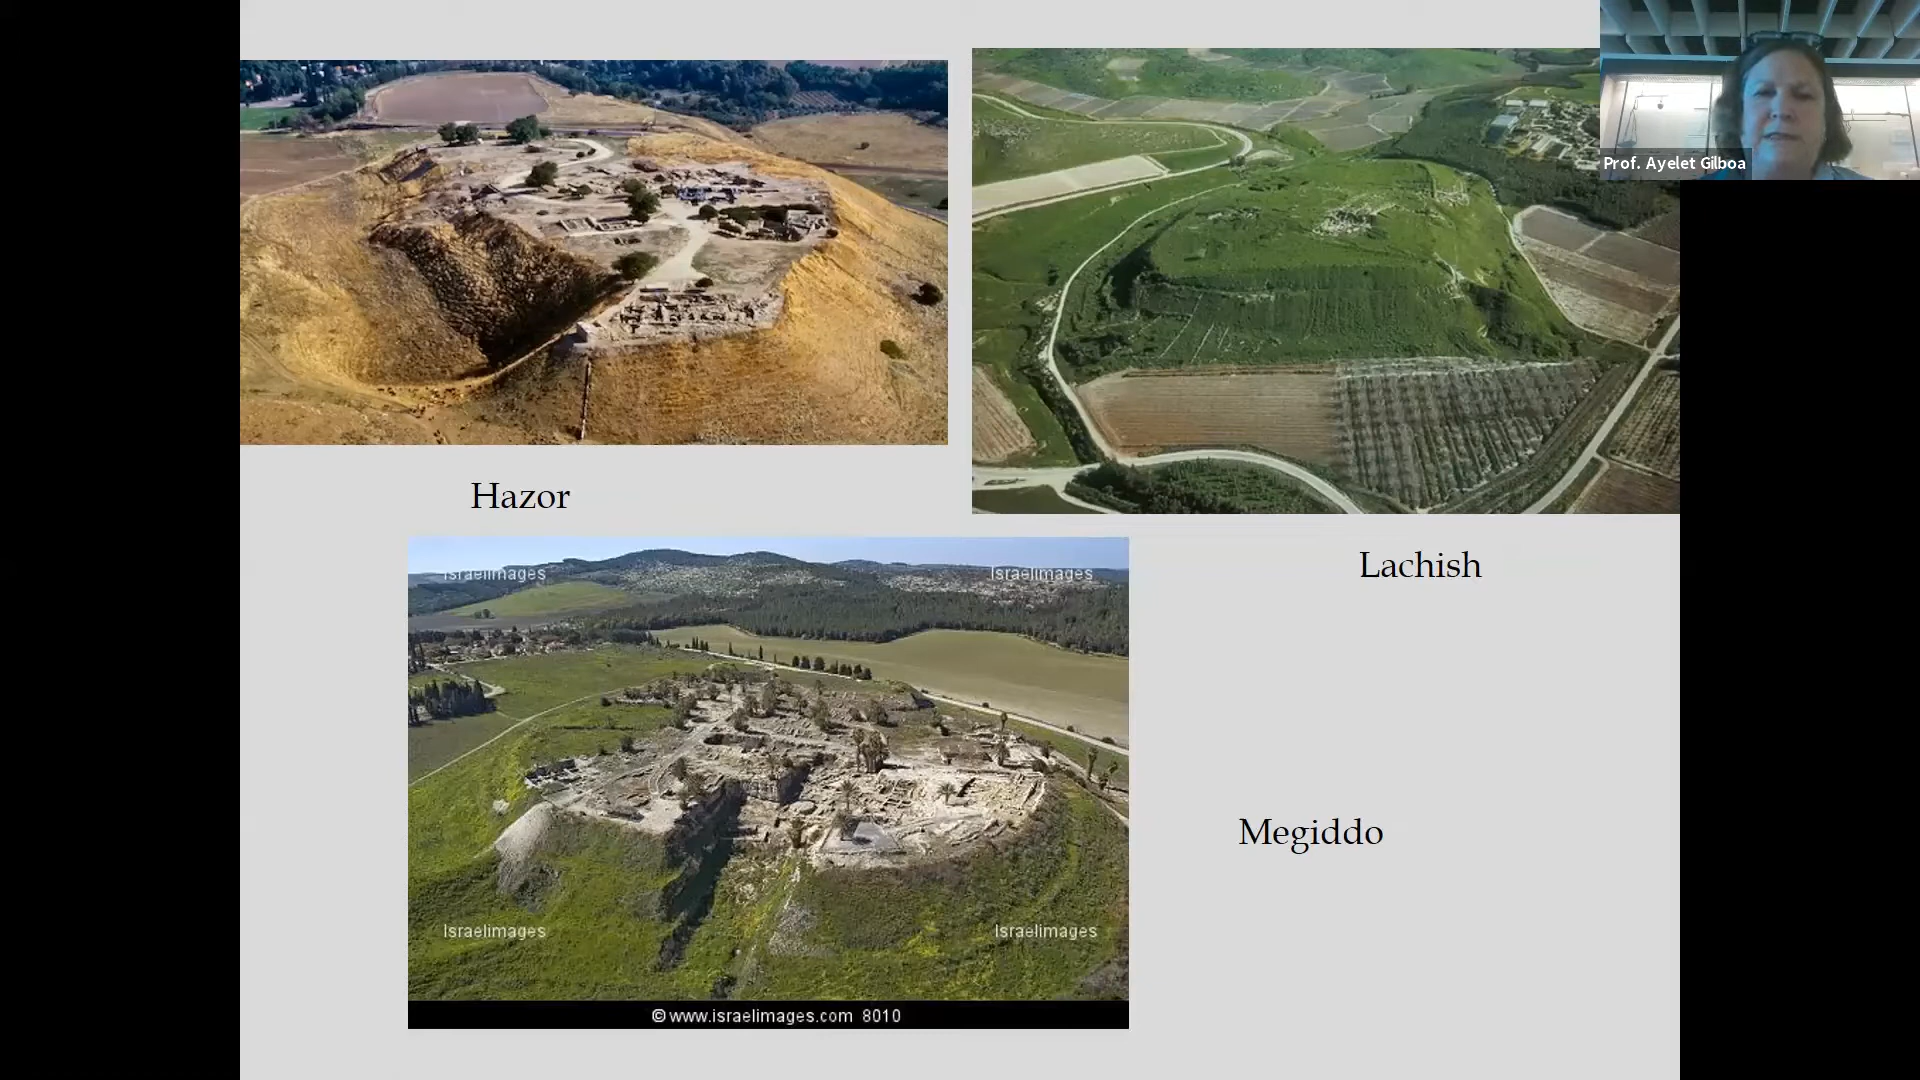 Prof. Ayelet Gilboa
Hazor
Lachish
Israelimages Israelimages
Megiddo
Israelimages Israelimages
© www.israelimages.com 8010